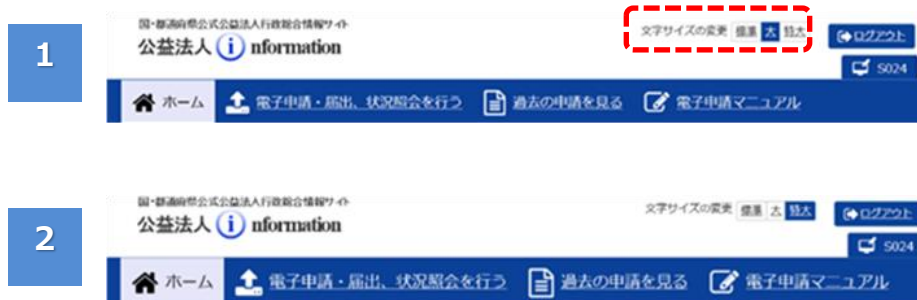 1
国・都道府県公式公益法人行政総合情報サイト
公益法人 i nformation
文字サイズの変更 標準 大 特大
ログアウト
S024
ホーム 電子申請・届出、状況照会を行う 過去の申請を見る 電子申請マニュアル
2
国・都道府県公式公益法人行政総合情報サイト
公益法人 i nformation
文字サイズの変更 標準 大 特大
ログアウト
S024
ホーム 電子申請・届出、状況照会を行う 過去の申請を見る 電子申請マニュアル